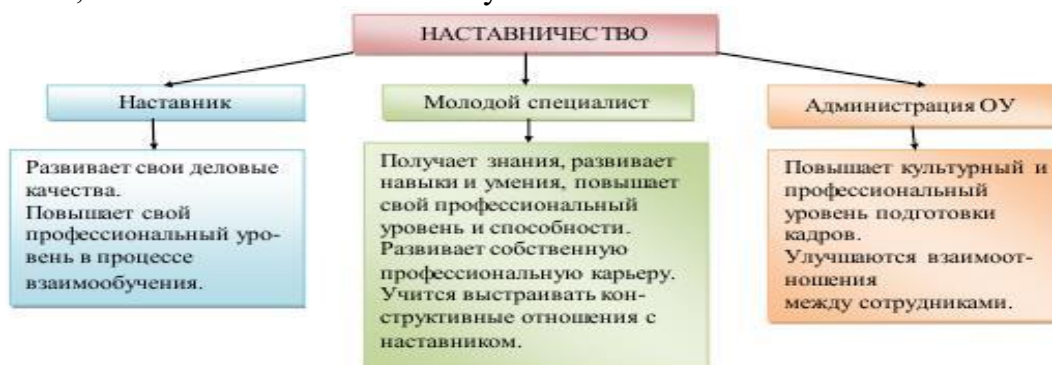 НАСТАВНИЧЕСТВО
Наставник
Развивает свои деловые
качества.
Повышает свой
профессиональный уро-
вень в процессе
взаимообучения.
Молодой специалист
Получает знания, развивает
навыки и умения, повышает
свой профессиональный
уровень и способности.
Развивает собственную
профессиональную карьеру.
Учится выстраивать кон-
структивные отношения с
наставником.
Администрация ОУ
Повышает культурный и
профессиональный
уровень подготовки
кадров.
Улучшаются взаимоот-
ношения
между сотрудниками.